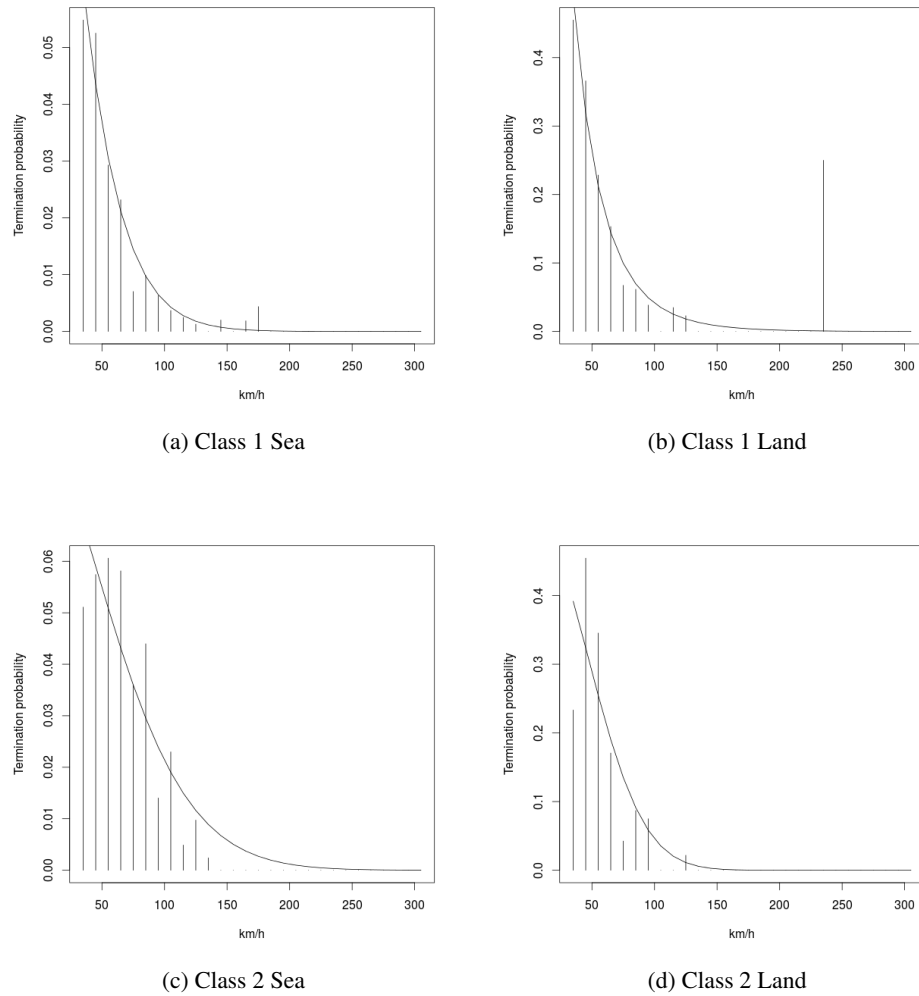 Termination probability
0.00 0.01 0.02 0.03 0.04 0.05
50 100 150 200 250 300
km/h
(a) Class 1 Sea
Termination probability
0.0 0.1 0.2 0.3 0.4
50 100 150 200 250 300
km/h
(b) Class 1 Land
Termination probability
0.00 0.01 0.02 0.03 0.04 0.05 0.06
50 100 150 200 250 300
km/h
(c) Class 2 Sea
Termination probability
0.0 0.1 0.2 0.3 0.4
50 100 150 200 250 300
km/h
(d) Class 2 Land